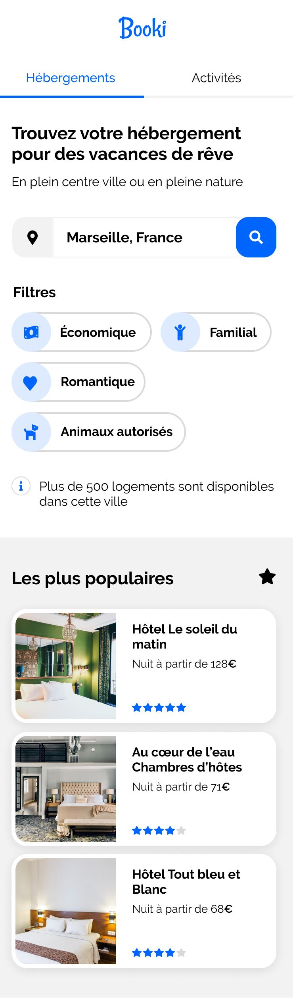 Booki
Hébergements
Activités
Trouvez votre hébergement
pour des vacances de rêve
En plein centre ville ou en pleine nature
Marseille, France
Filtres
Économique
Familial
Romantique
Animaux autorisés
Plus de 500 logements sont disponibles
dans cette ville
Les plus populaires
Hôtel Le soleil du
matin
Nuit à partir de 128€
Au cœur de l’eau
Chambres d’hôtes
Nuit à partir de 71€
Hôtel Tout bleu et
Blanc
Nuit à partir de 68€